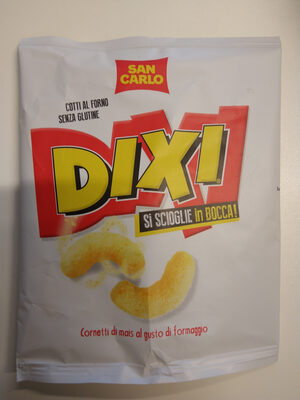 SAN
CARLO
COTTI AL FORNO
SENZA GLUTINE
DIXI
Si SCIOGLIE in BOCCA!
Cornetti di mais al gusto di formaggio